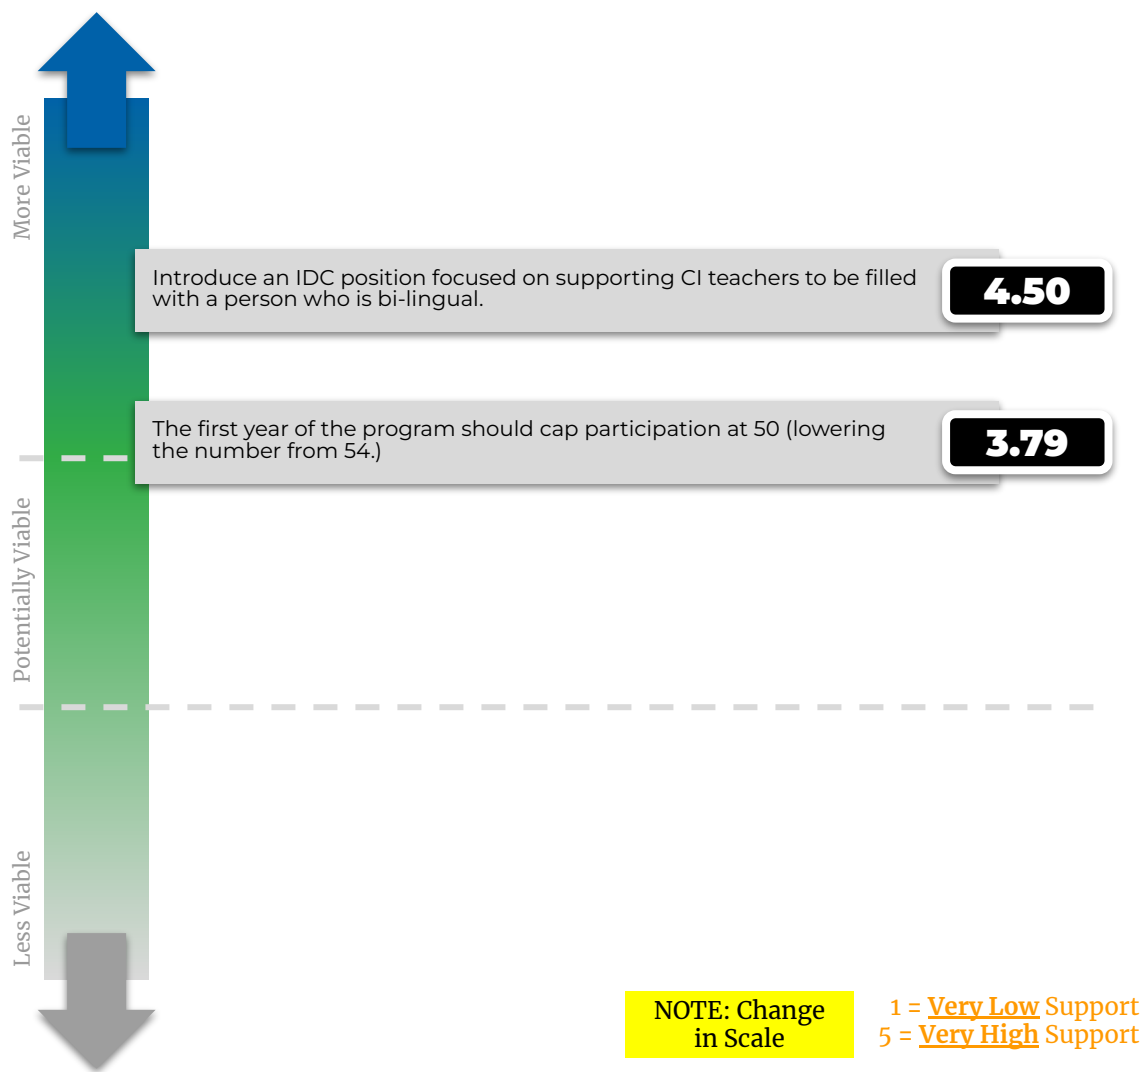 More Viable
Introduce an IDC position focused on supporting CI teachers to be filled
with a person who is bi-lingual.
4.50
The first year of the program should cap participation at 50 (lowering
the number from 54.)
3.79
Potentially Viable
Less Viable
NOTE: Change
in Scale
1 = Very Low Support
5 = Very High Support